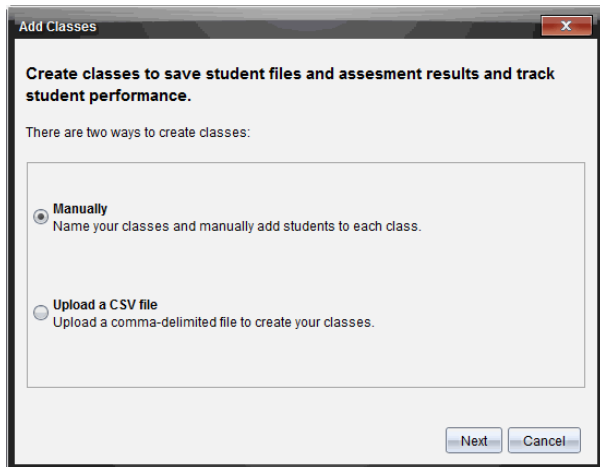 Add Classes
Create classes to save student files and assesment results and track
student performance.
There are two ways to create classes:
Manually
Name your classes and manually add students to each class.
Upload a CSV file
Upload a comma-delimited file to create your classes.
Next Cancel